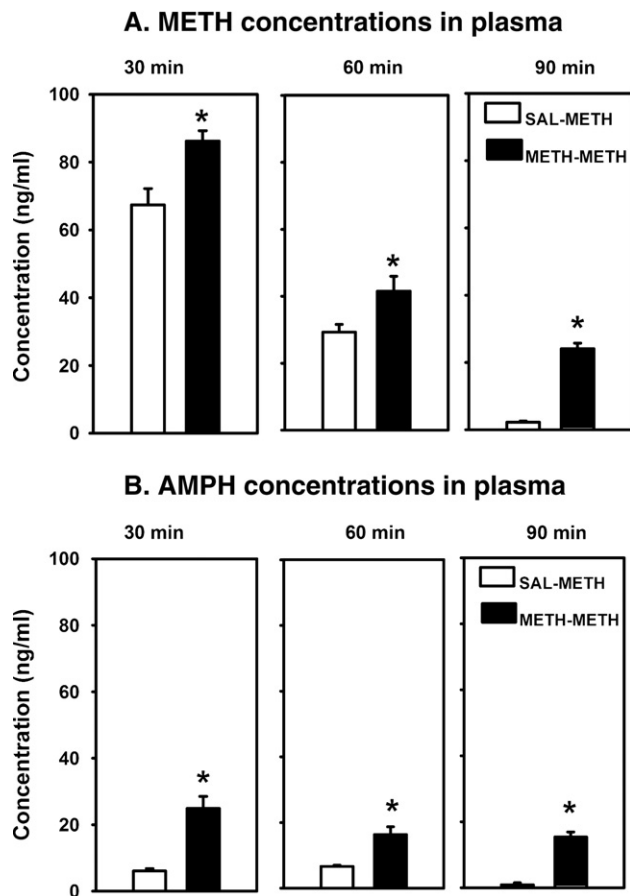 A. METH concentrations in plasma
30 min
60 min
90 min
Concentration (ng/ml)
100
80
60
40
20
0
*
*
*
SAL-METH
METH-METH
B. AMPH concentrations in plasma
30 min
60 min
90 min
Concentration (ng/ml)
100
80
60
40
20
0
*
*
*
SAL-METH
METH-METH